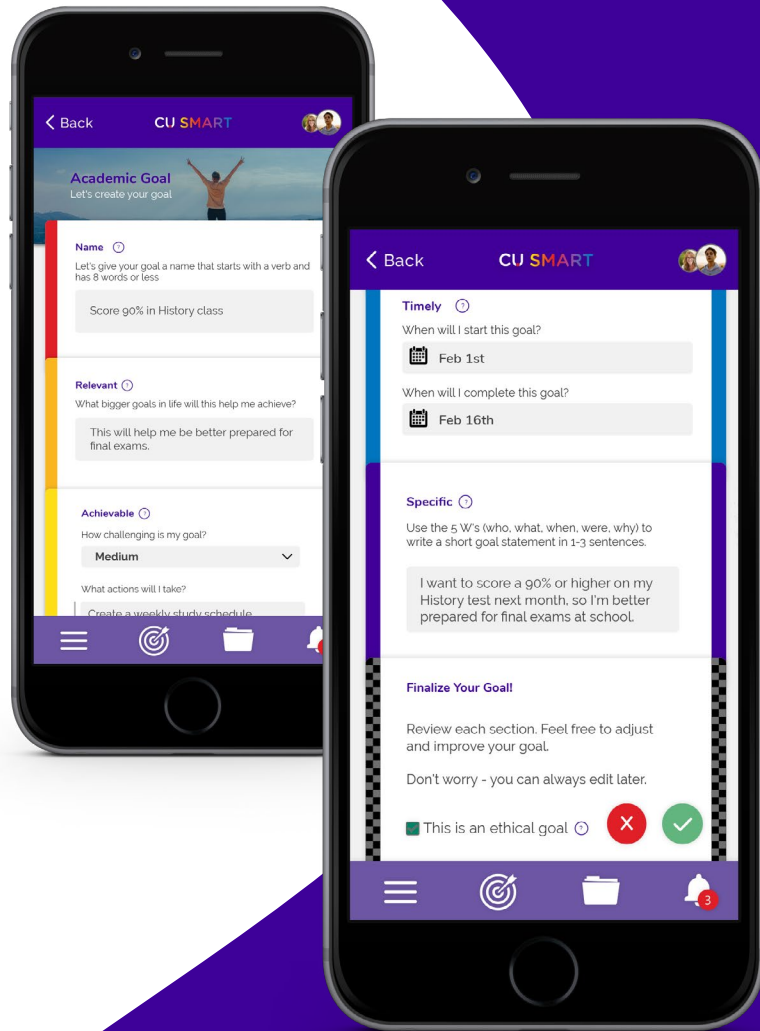 Back
CU SMART
Academic Goal
Let's create your goal
Name ?
Let's give your goal a name that starts with a verb and
has 8 words or less
Score 90% in History class
Relevant ?
What bigger goals in life will this help me achieve?
This will help me be better prepared for
final exams.
Achievable ?
How challenging is my goal?
Medium
What actions will I take?
Create a weekly study schedule
Back
CU SMART
Timely ?
When will I start this goal?
Feb 1st
When will I complete this goal?
Feb 16th
Specific ?
Use the 5 W's (who, what, when, were, why) to
write a short goal statement in 1-3 sentences.
I want to score a 90% or higher on my
History test next month, so I'm better
prepared for final exams at school.
Finalize Your Goal!
Review each section. Feel free to adjust
and improve your goal.
Don't worry - you can always edit later.
This is an ethical goal ?
3